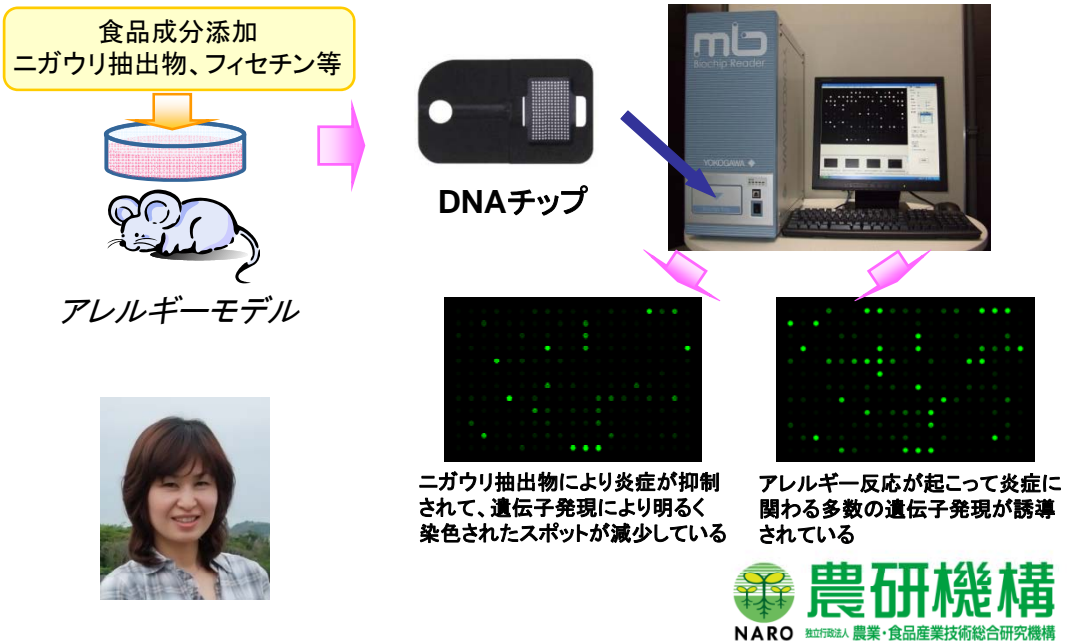 食品成分添加
ニガウリ抽出物、フィセチン等
アレルギーモデル
DNAチップ
mb
Biochip Reader
YOKOGAWA
ニガウリ抽出物により炎症が抑制
されて、遺伝子発現により明るく
染色されたスポットが減少している
アレルギー反応が起こって炎症に
関わる多数の遺伝子発現が誘導
されている
農研機構
NARO 独立行政法人 農業・食品産業技術総合研究機構